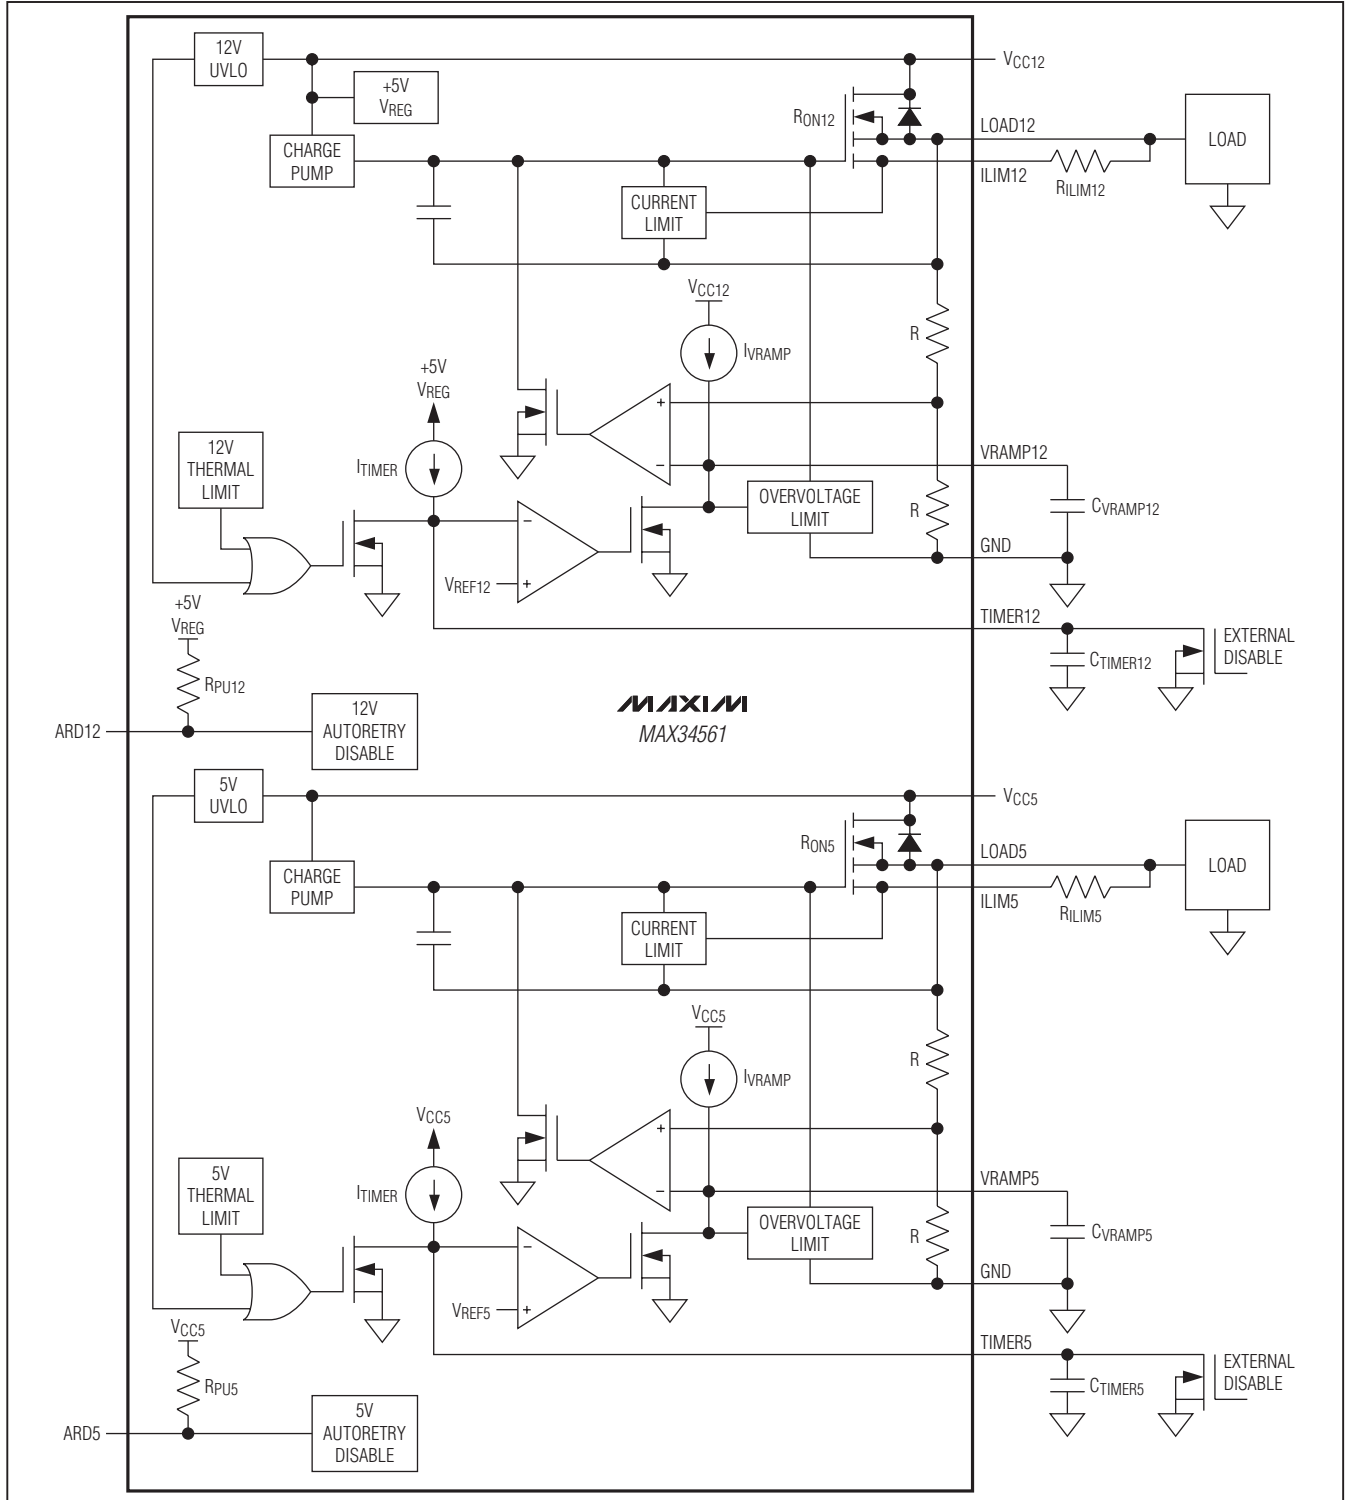 12V
UVLO
VCC12
+5V
VREG
RON12
LOAD12
LOAD
CHARGE
PUMP
ILIM12
RILIM12
CURRENT
LIMIT
VCC12
IVRAMP
R
+5V
VREG
+
12V
THERMAL
LIMIT
ITIMER
–
VRAMP12
OVERVOLTAGE
LIMIT
R
CVRAMP12
–
GND
VREF12
+
+5V
VREG
TIMER12
EXTERNAL
DISABLE
CTIMER12
RPU12
MAXIM
MAX34561
12V
AUTORETRY
DISABLE
ARD12
5V
UVLO
VCC5
RON5
LOAD5
LOAD
CHARGE
PUMP
ILIM5
RILIM5
CURRENT
LIMIT
VCC5
IVRAMP
R
VCC5
+
5V
THERMAL
LIMIT
ITIMER
–
VRAMP5
OVERVOLTAGE
LIMIT
R
CVRAMP5
–
GND
VREF5
+
VCC5
TIMER5
EXTERNAL
DISABLE
CTIMER5
RPU5
5V
AUTORETRY
DISABLE
ARD5